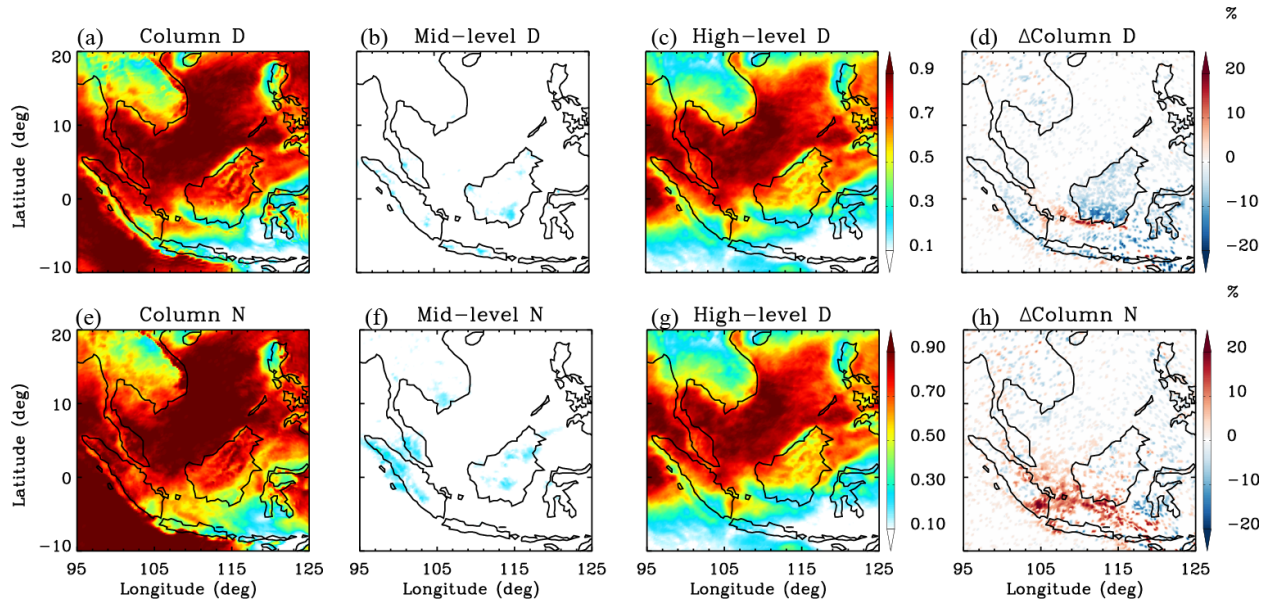 %
(a) Column D
(b) Mid-level D
(c) High-level D
(d) ΔColumn D
Latitude (deg)
20
10
0
−10
0.9
0.7
0.5
0.3
0.1
20
10
0
−10
−20
%
(e) Column N
(f) Mid-level N
(g) High-level D
(h) ΔColumn N
Latitude (deg)
20
10
0
−10
0.90
0.70
0.50
0.30
0.10
20
10
0
−10
−20
95 105 115 125
95 105 115 125
95 105 115 125
95 105 115 125
Longitude (deg)
Longitude (deg)
Longitude (deg)
Longitude (deg)